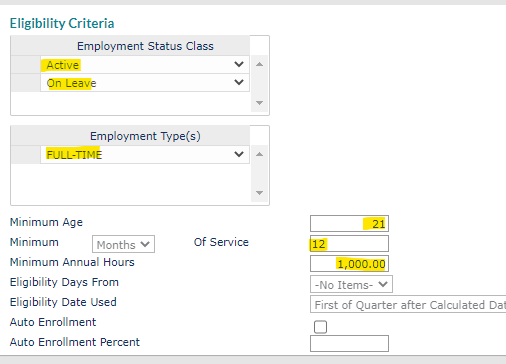 Eligibility Criteria
Employment Status Class
Active
On Leave
Employment Type(s)
FULL-TIME
Minimum Age 21
Minimum Months Of Service 12
Minimum Annual Hours 1,000.00
Eligibility Days From -No Items-
Eligibility Date Used First of Quarter after Calculated Dat
Auto Enrollment
Auto Enrollment Percent